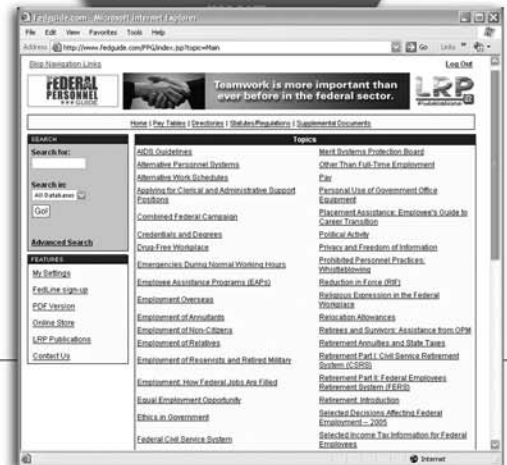 Fedguide.com - Microsoft Internet Explorer
File Edit View Favorites Tools Help
Address http://www.fedguide.com/PPG/index.jsp?topic=Main Go Links
Skip Navigation Links
Log Out
FEDERAL
PERSONNEL
GUIDE
Teamwork is more important than
ever before in the federal sector.
LRP
Publications
Home | Pay Tables | Directories | Statutes/Regulations | Supplemental Documents
SEARCH
Search for:
Search in:
All Databases
Go!
Advanced Search
FEATURES
My Settings
FedLine sign-up
PDF Version
Online Store
LRP Publications
Contact Us
Topics
AIDS Guidelines
Alternative Personnel Systems
Alternative Work Schedules
Applying for Clerical and Administrative Support
Positions
Combined Federal Campaign
Credentials and Degrees
Drug-Free Workplace
Emergencies During Normal Working Hours
Employee Assistance Programs (EAPs)
Employment Overseas
Employment of Annuitants
Employment of Non-Citizens
Employment of Relatives
Employment of Reservists and Retired Military
Employment: How Federal Jobs Are Filled
Equal Employment Opportunity
Ethics in Government
Federal Civil Service System
Merit Systems Protection Board
Other Than Full-Time Employment
Pay
Personal Use of Government Office
Equipment
Placement Assistance: Employee's Guide to
Career Transition
Political Activity
Privacy and Freedom of Information
Prohibited Personnel Practices:
Whistleblowing
Reduction in Force (RIF)
Religious Expression in the Federal
Workplace
Relocation Allowances
Retirees and Survivors: Assistance from OPM
Retirement Annuities and State Taxes
Retirement Part I: Civil Service Retirement
System (CSRS)
Retirement Part II: Federal Employees
Retirement System (FERS)
Retirement: Introduction
Selected Decisions Affecting Federal
Employment – 2005
Selected Income Tax Information for Federal
Employees
Internet